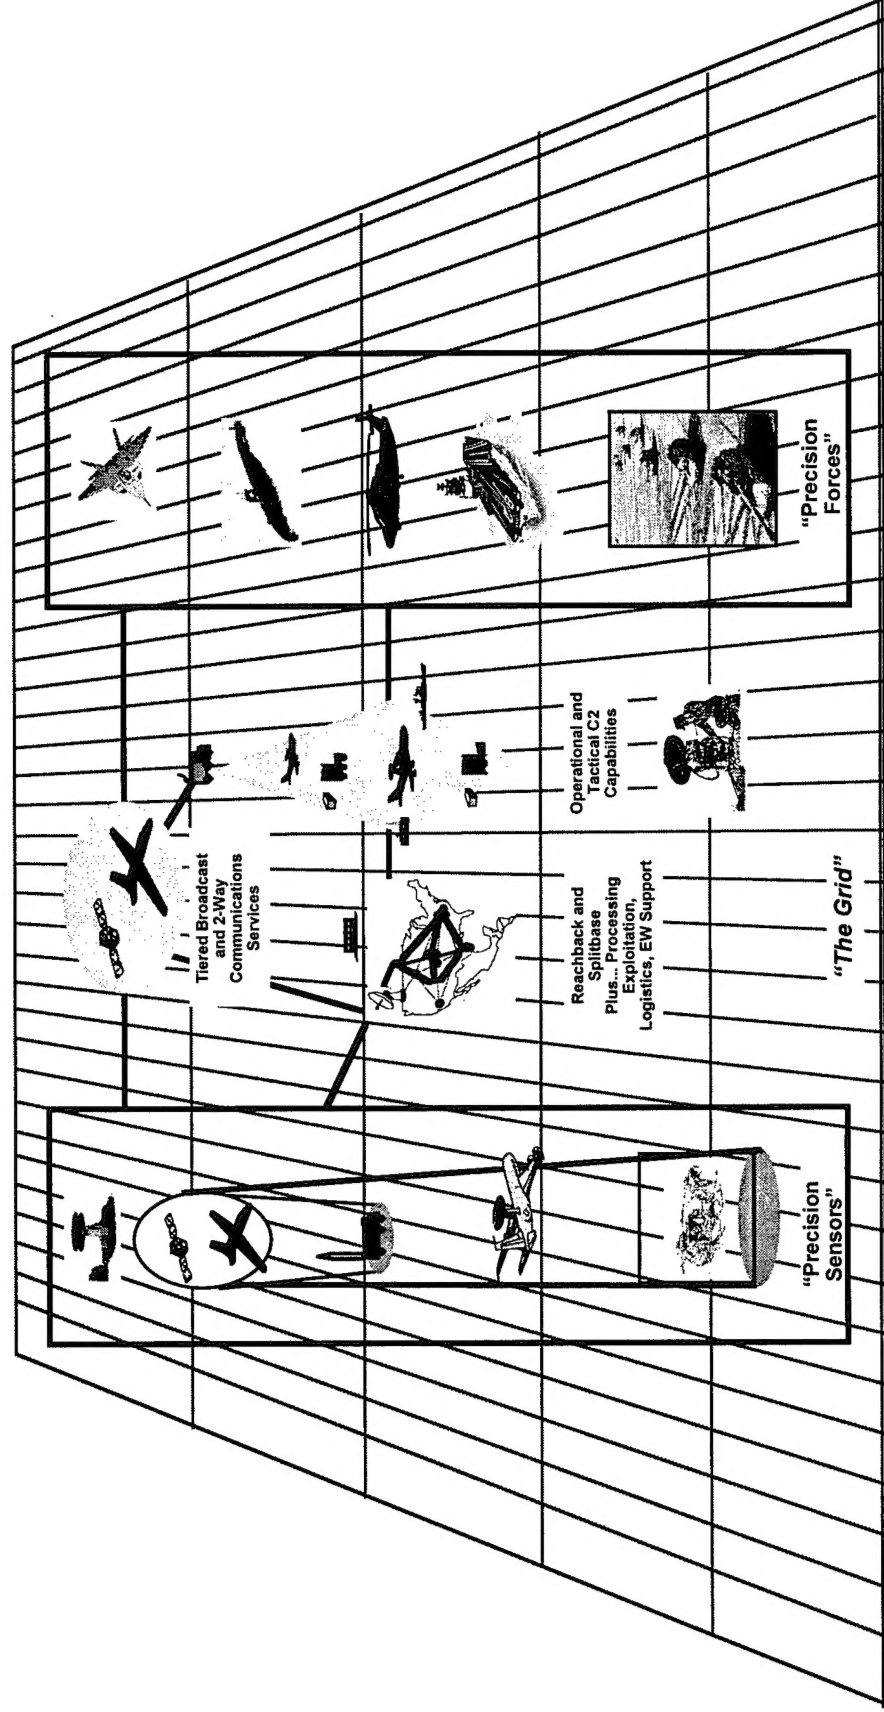 Tiered Broadcast
and 2-Way
Communications
Services
Reachback and
Splitbase
Plus... Processing
Exploitation,
Logistics, EW Support
Operational and
Tactical C2
Capabilities
"Precision
Sensors"
"The Grid"
"Precision
Forces"